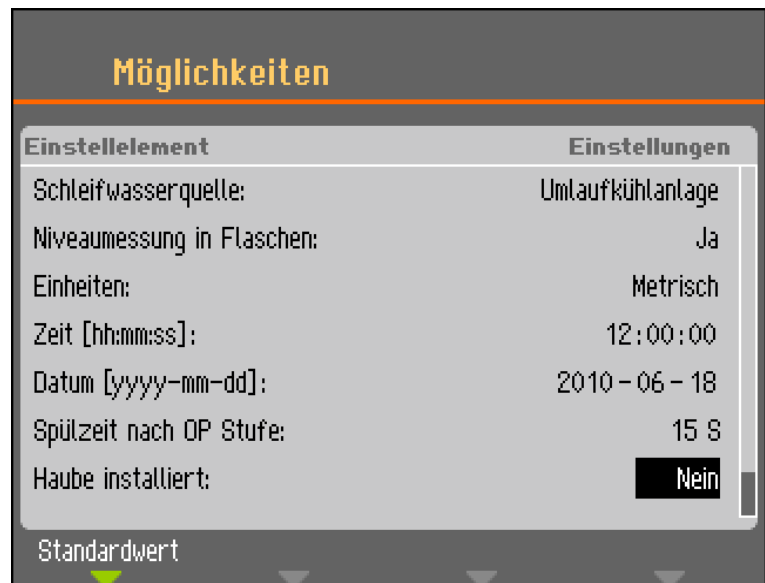 Möglichkeiten
Einstellelement Einstellungen
Schleifwasserquelle: Umlaufkühlanlage
Niveaumessung in Flaschen: Ja
Einheiten: Metrisch
Zeit [hh:mm:ss]: 12:00:00
Datum [yyyy-mm-dd]: 2010-06-18
Spülzeit nach OP Stufe: 15 S
Haube installiert: Nein
Standardwert